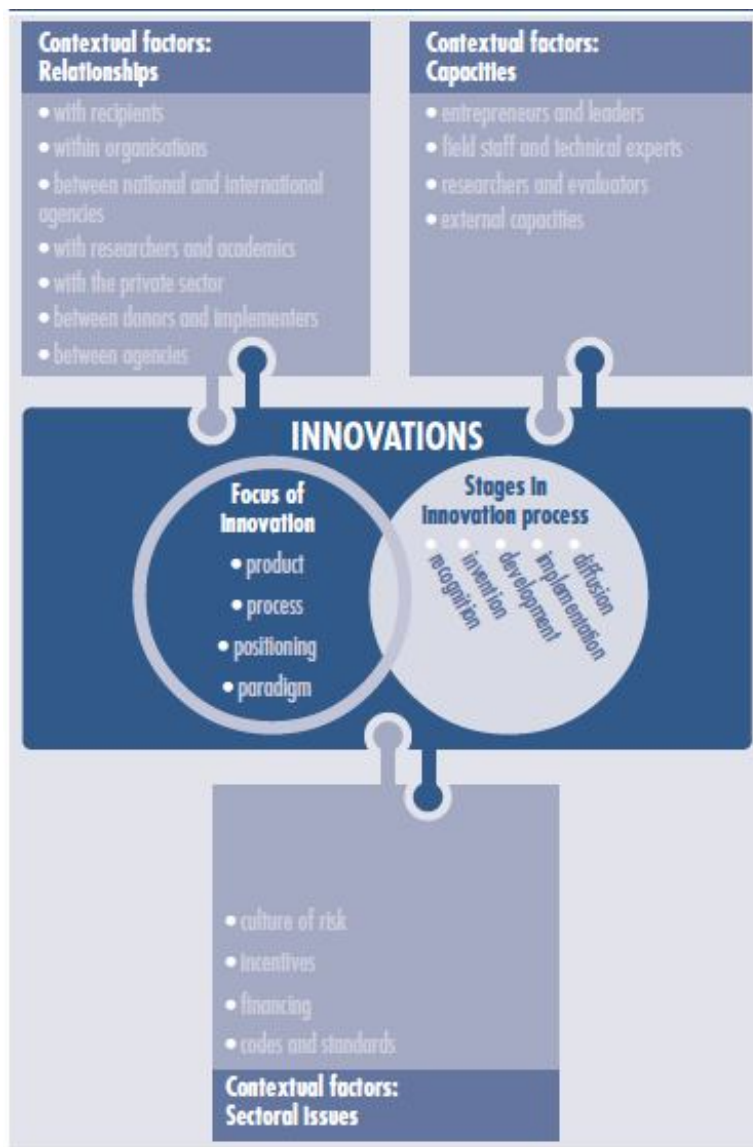 Contextual factors:
Relationships
• with recipients
• within organisations
• between national and international
agencies
• with researchers and academics
• with the private sector
• between donors and implementers
• between agencies
Contextual factors:
Capacities
• entrepreneurs and leaders
• field staff and technical experts
• researchers and evaluators
• external capacities
INNOVATIONS
Focus of
innovation
• product
• process
• positioning
• paradigm
Stages in
innovation process
• recognition
• invention
• development
• implementation
• diffusion
• culture of risk
• incentives
• financing
• codes and standards
Contextual factors:
Sectoral issues